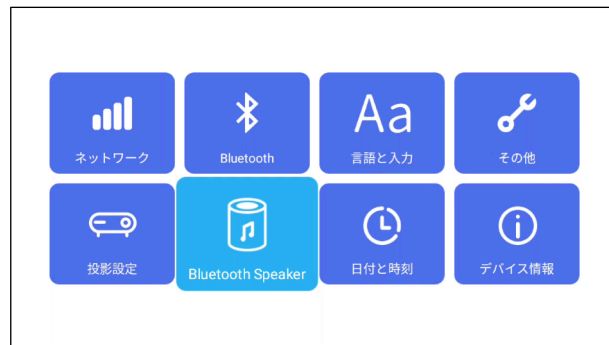 ネットワーク
Bluetooth
Aa
言語と入力
その他
投影設定
Bluetooth Speaker
日付と時刻
デバイス情報